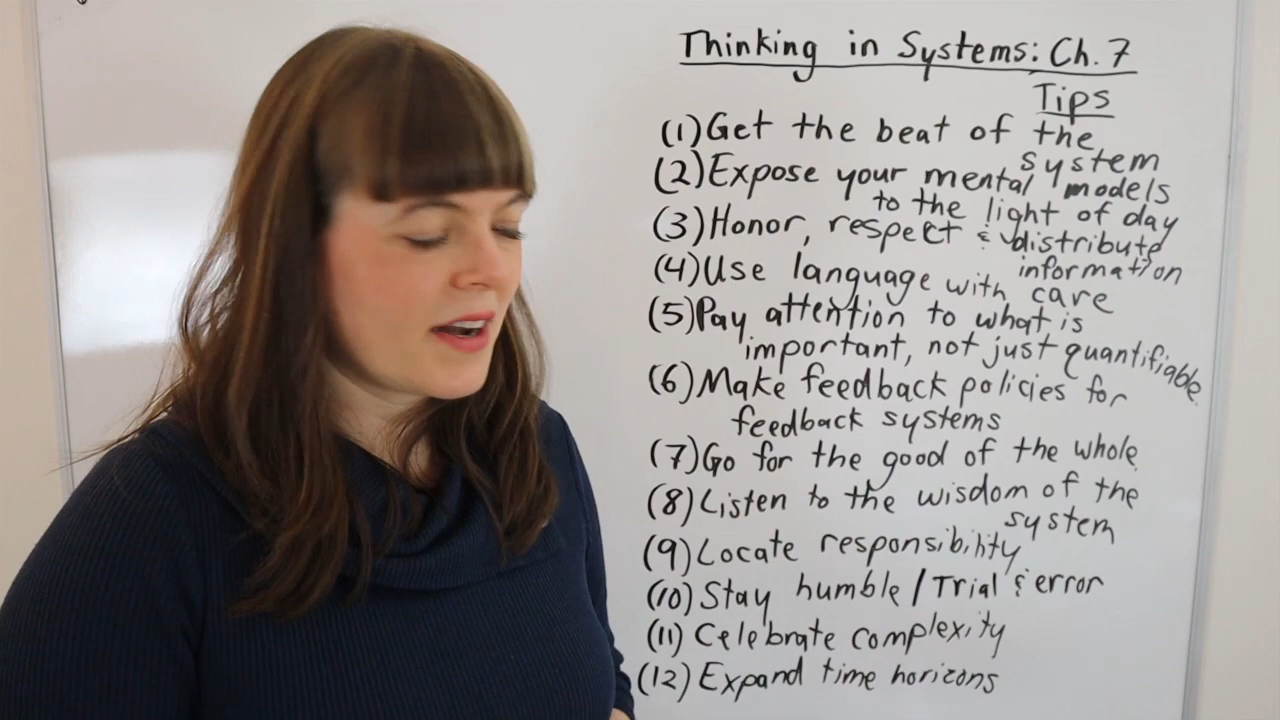 Thinking in Systems: Ch. 7
Tips
(1) Get the beat of the
system
(2) Expose your mental models
to the light of day
(3) Honor, respect & distribute
information
(4) Use language with care
(5) Pay attention to what is
important, not just quantifiable.
(6) Make feedback policies for
feedback systems
(7) Go for the good of the whole
(8) Listen to the wisdom of the
system
(9) Locate responsibility
(10) Stay humble / Trial & error
(11) Celebrate complexity
(12) Expand time horizons